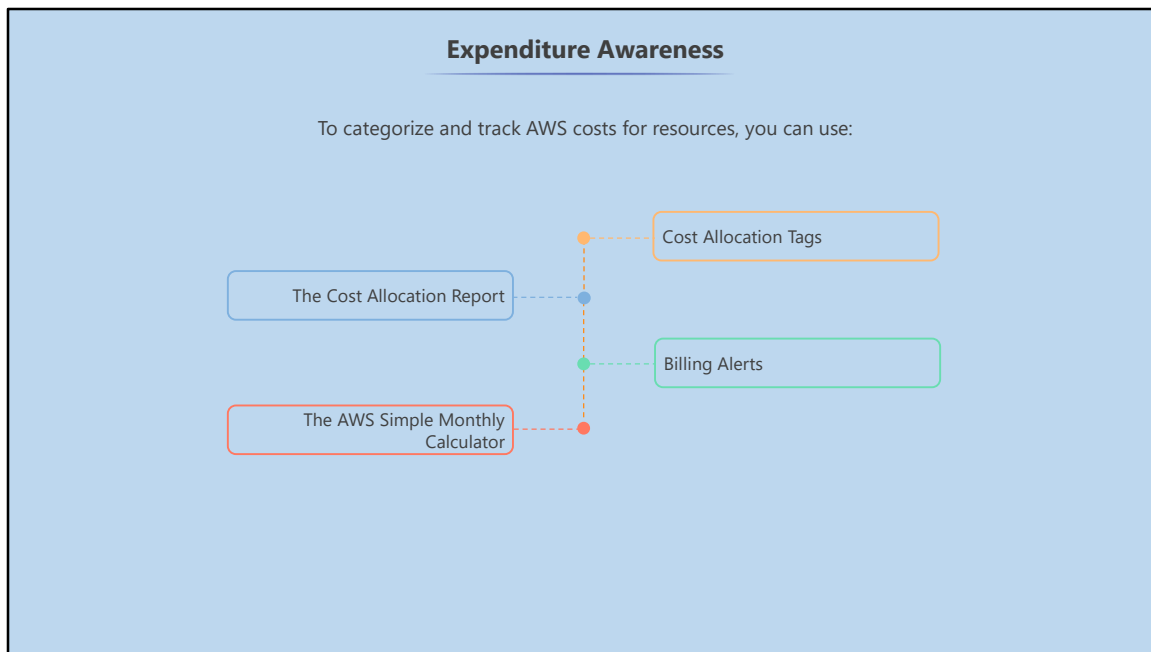 Expenditure Awareness
To categorize and track AWS costs for resources, you can use:
Cost Allocation Tags
The Cost Allocation Report
Billing Alerts
The AWS Simple Monthly
Calculator